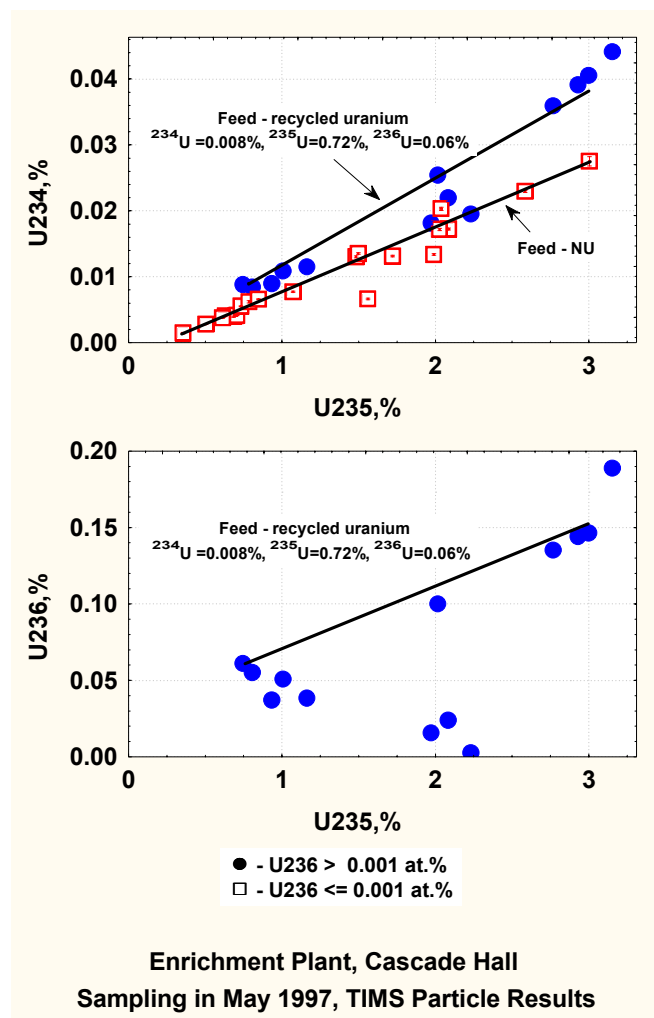 0.04
0.03
0.02
0.01
0.00
U234,%
Feed - recycled uranium
²³⁴U =0.008%, ²³⁵U=0.72%, ²³⁶U=0.06%
Feed - NU
0 1 2 3
U235,%
0.20
0.15
0.10
0.05
0.00
U236,%
Feed - recycled uranium
²³⁴U =0.008%, ²³⁵U=0.72%, ²³⁶U=0.06%
0 1 2 3
U235,%
- U236 > 0.001 at.%
- U236 <= 0.001 at.%
Enrichment Plant, Cascade Hall
Sampling in May 1997, TIMS Particle Results